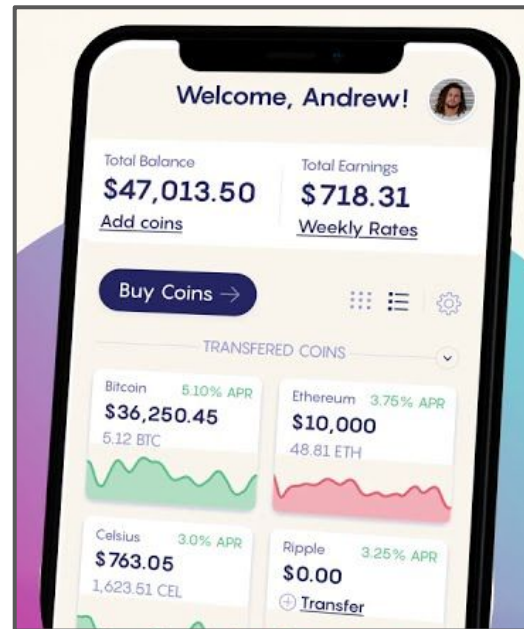 Welcome, Andrew!
Total Balance
$47,013.50
Add coins
Total Earnings
$718.31
Weekly Rates
Buy Coins →
TRANSFERED COINS
Bitcoin 5.10% APR
$36,250.45
5.12 BTC
Ethereum 3.75% APR
$10,000
48.81 ETH
Celsius 3.0% APR
$763.05
1,623.51 CEL
Ripple 3.25% APR
$0.00
Transfer